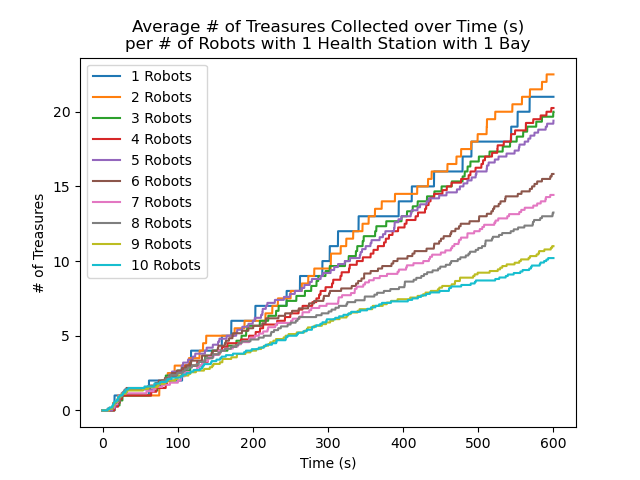 Average # of Treasures Collected over Time (s)
per # of Robots with 1 Health Station with 1 Bay
1 Robots
2 Robots
3 Robots
4 Robots
5 Robots
6 Robots
7 Robots
8 Robots
9 Robots
10 Robots
# of Treasures
20
15
10
5
0
0 100 200 300 400 500 600
Time (s)